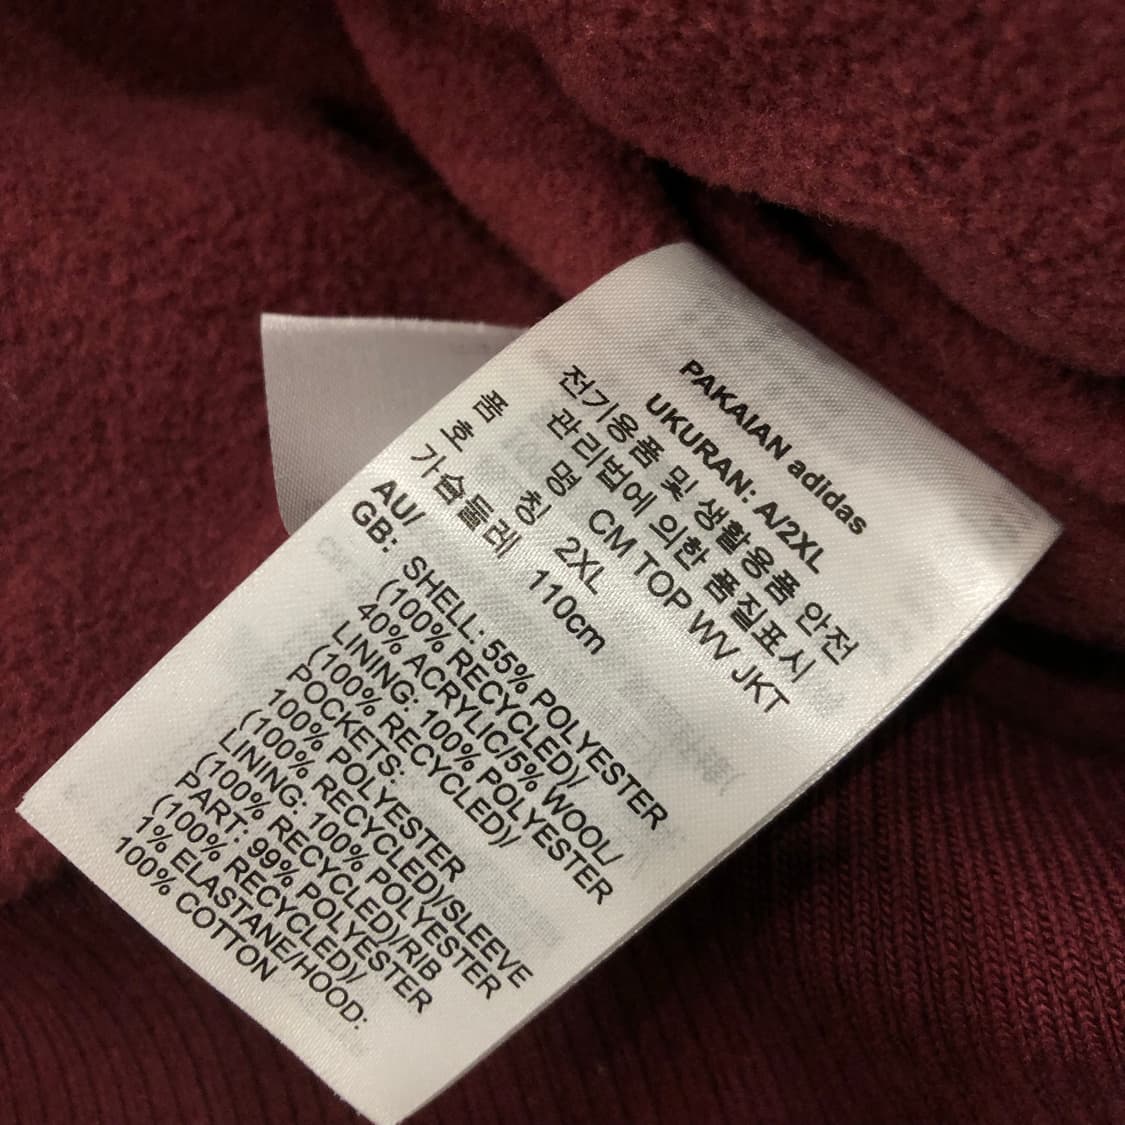 PAKAIAN adidas
UKURAN: A/2XL
전기용품 및 생활용품 안전
관리법에 의한 품질표시
품 명 CM TOP WV JKT
호 칭 2XL
가슴둘레 110cm
AU/
GB: SHELL: 55% POLYESTER
(100% RECYCLED)/
40% ACRYLIC/5% WOOL/
LINING: 100% POLYESTER
(100% RECYCLED)/
POCKETS:
100% POLYESTER
(100% RECYCLED)/SLEEVE
LINING: 100% POLYESTER
(100% RECYCLED)/RIB
PART: 99% POLYESTER
(100% RECYCLED)/
1% ELASTANE/HOOD:
100% COTTON